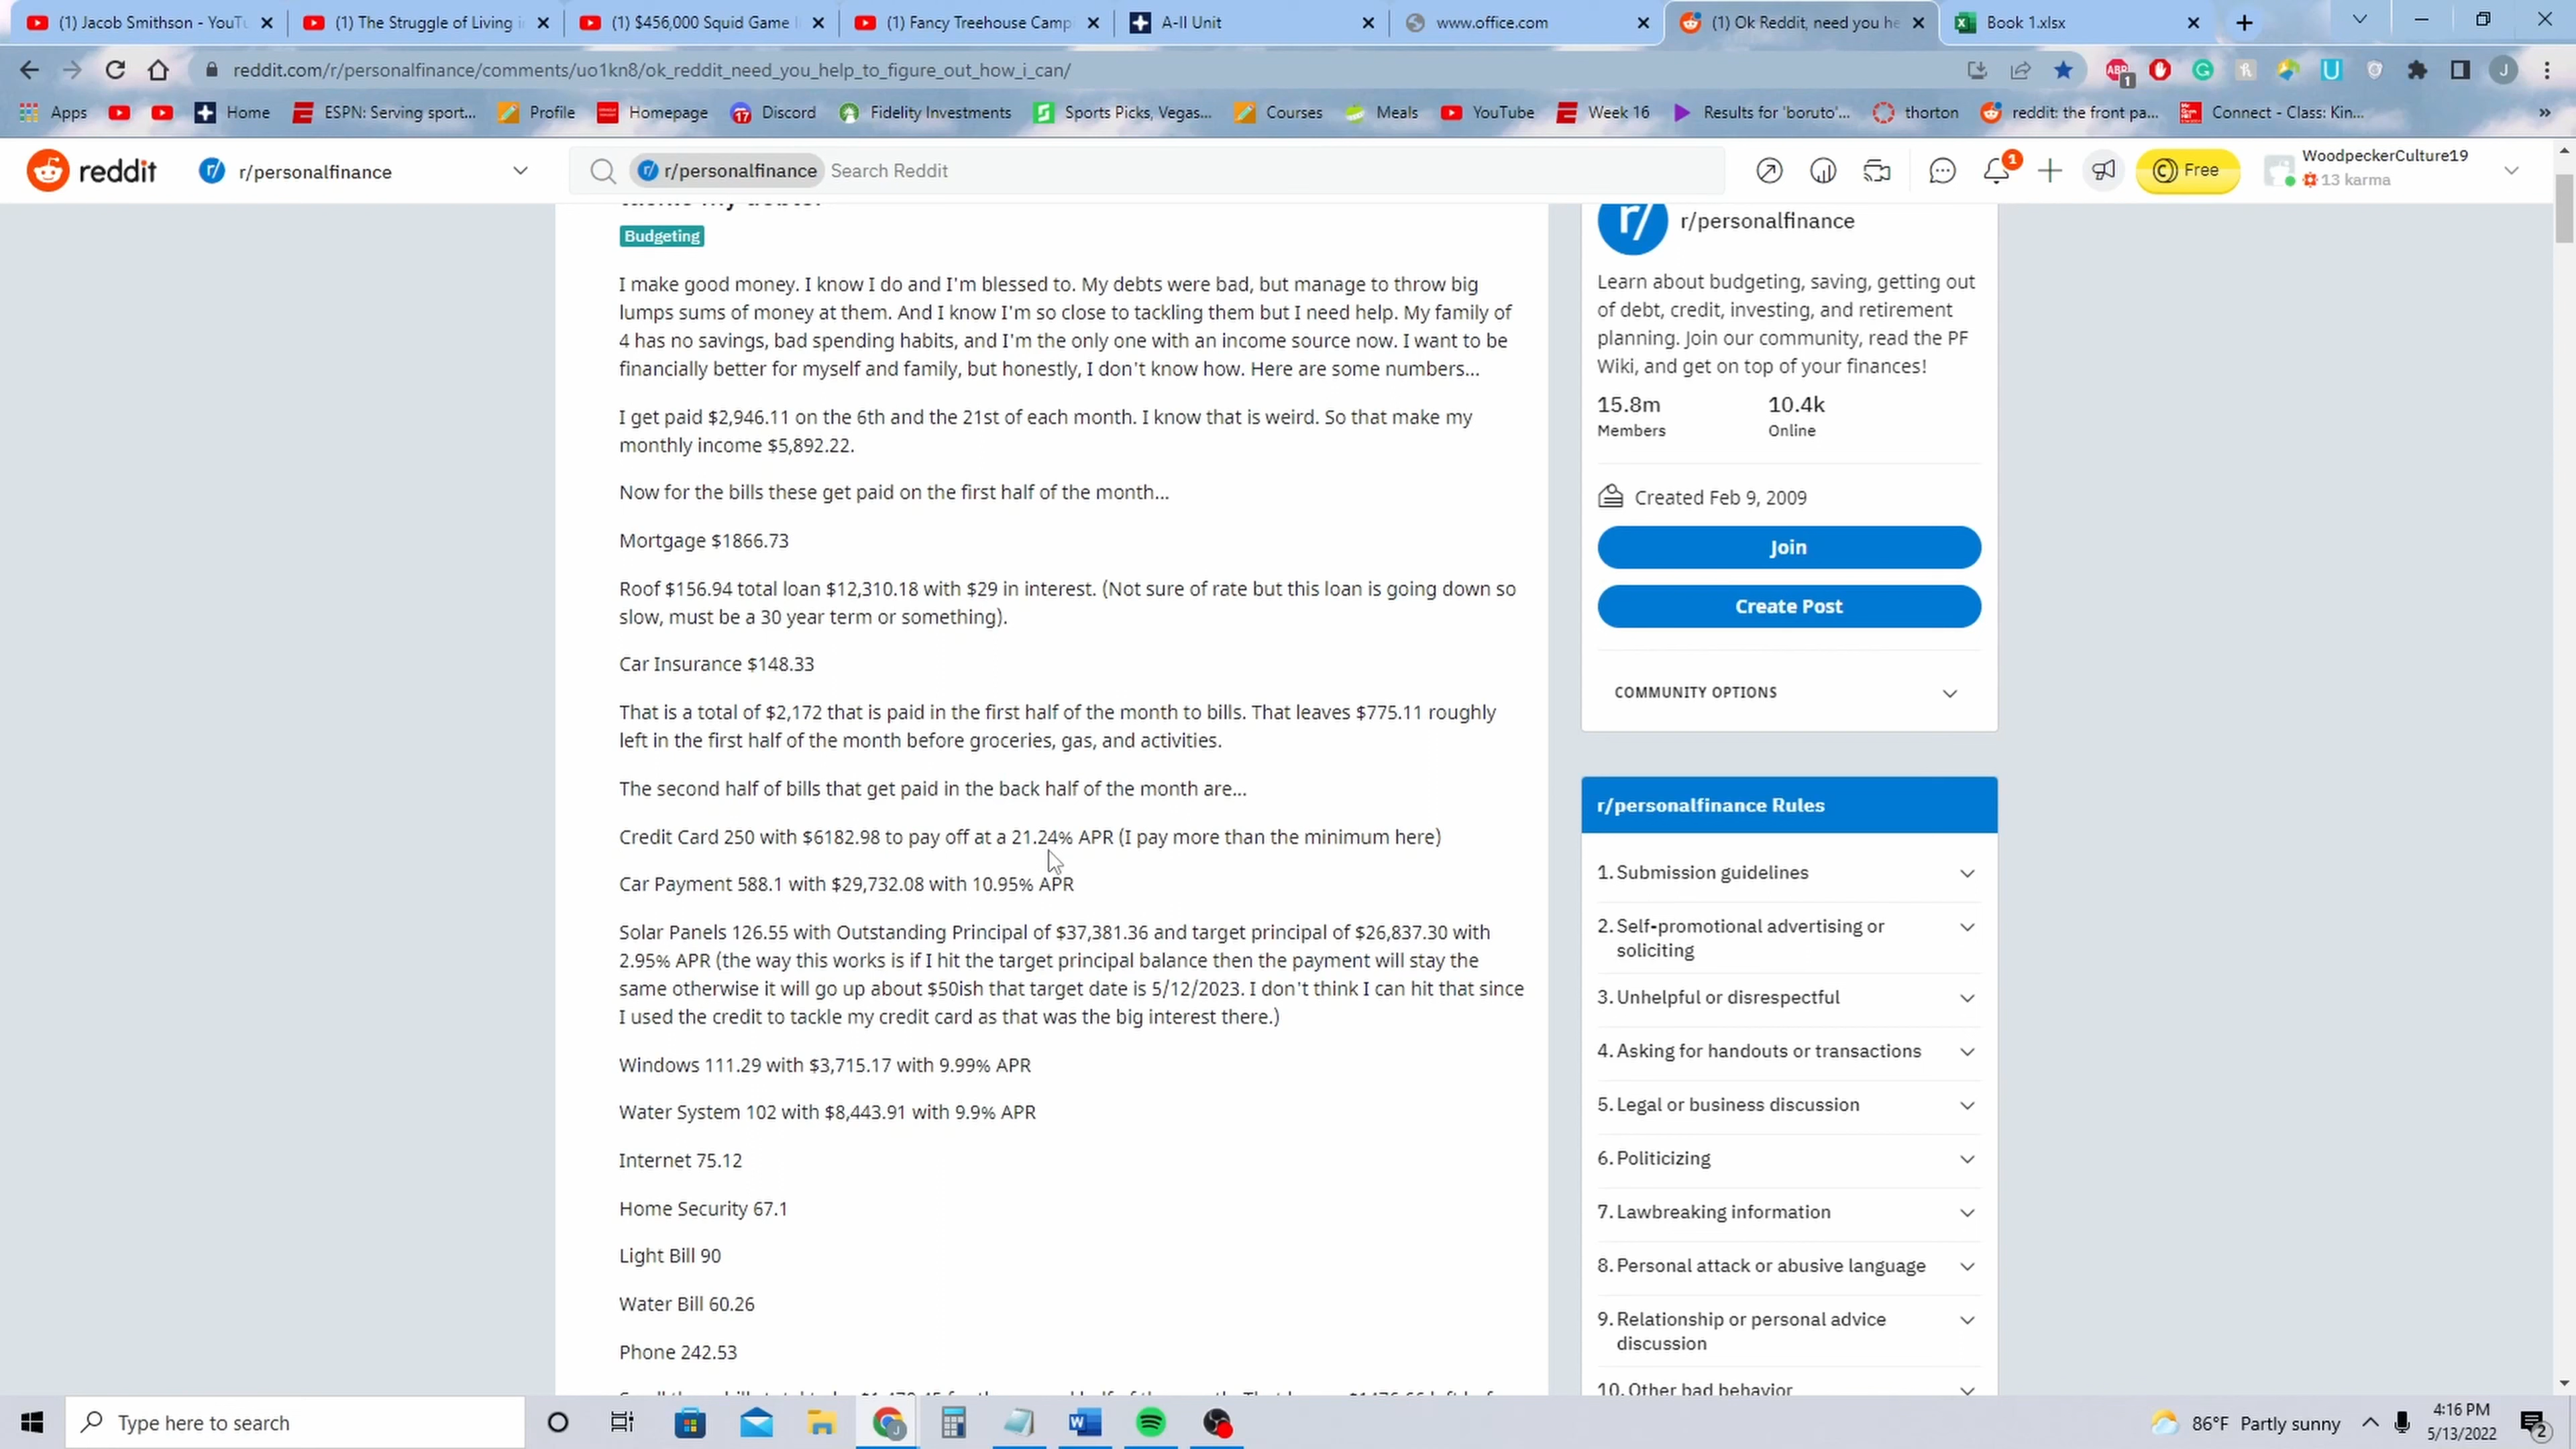 (1) Jacob Smithson - YouTu
(1) The Struggle of Living i
(1) $456,000 Squid Game I
(1) Fancy Treehouse Camp
A-II Unit
www.office.com
(1) Ok Reddit, need you he
Book 1.xlsx
reddit.com/r/personalfinance/comments/uo1kn8/ok_reddit_need_you_help_to_figure_out_how_i_can/
ABP
1
J
Apps
Home
ESPN: Serving sport...
Profile
Homepage
17
Discord
Fidelity Investments
Sports Picks, Vegas...
Courses
Meals
YouTube
Week 16
Results for 'boruto'...
thorton
reddit: the front pa...
Connect - Class: Kin...
reddit
r/personalfinance
r/personalfinance Search Reddit
1
Free
WoodpeckerCulture19
13 karma
Budgeting
I make good money. I know I do and I'm blessed to. My debts were bad, but manage to throw big
lumps sums of money at them. And I know I'm so close to tackling them but I need help. My family of
4 has no savings, bad spending habits, and I'm the only one with an income source now. I want to be
financially better for myself and family, but honestly, I don't know how. Here are some numbers...
I get paid $2,946.11 on the 6th and the 21st of each month. I know that is weird. So that make my
monthly income $5,892.22.
Now for the bills these get paid on the first half of the month...
Mortgage $1866.73
Roof $156.94 total loan $12,310.18 with $29 in interest. (Not sure of rate but this loan is going down so
slow, must be a 30 year term or something).
Car Insurance $148.33
That is a total of $2,172 that is paid in the first half of the month to bills. That leaves $775.11 roughly
left in the first half of the month before groceries, gas, and activities.
The second half of bills that get paid in the back half of the month are...
Credit Card 250 with $6182.98 to pay off at a 21.24% APR (I pay more than the minimum here)
Car Payment 588.1 with $29,732.08 with 10.95% APR
Solar Panels 126.55 with Outstanding Principal of $37,381.36 and target principal of $26,837.30 with
2.95% APR (the way this works is if I hit the target principal balance then the payment will stay the
same otherwise it will go up about $50ish that target date is 5/12/2023. I don't think I can hit that since
I used the credit to tackle my credit card as that was the big interest there.)
Windows 111.29 with $3,715.17 with 9.99% APR
Water System 102 with $8,443.91 with 9.9% APR
Internet 75.12
Home Security 67.1
Light Bill 90
Water Bill 60.26
Phone 242.53
r/ r/personalfinance
Learn about budgeting, saving, getting out
of debt, credit, investing, and retirement
planning. Join our community, read the PF
Wiki, and get on top of your finances!
15.8m
Members
10.4k
Online
Created Feb 9, 2009
Join
Create Post
COMMUNITY OPTIONS
r/personalfinance Rules
1. Submission guidelines
2. Self-promotional advertising or
soliciting
3. Unhelpful or disrespectful
4. Asking for handouts or transactions
5. Legal or business discussion
6. Politicizing
7. Lawbreaking information
8. Personal attack or abusive language
9. Relationship or personal advice
discussion
10. Other bad behavior
Type here to search
86°F Partly sunny
4:16 PM
5/13/2022
2